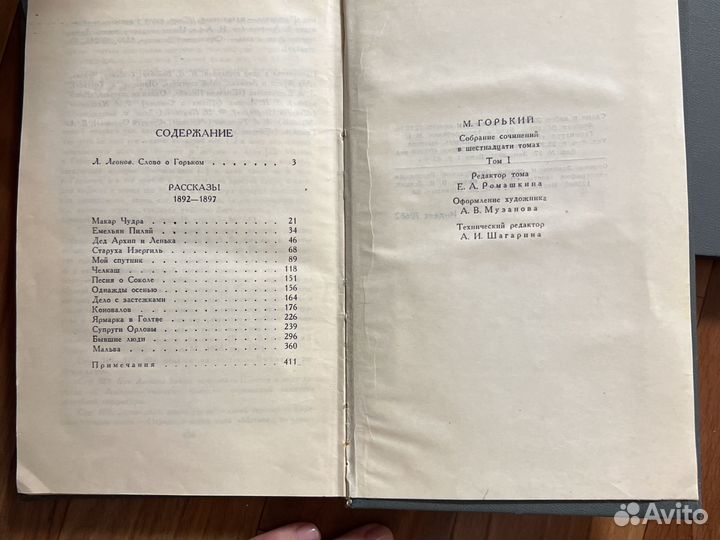 СОДЕРЖАНИЕ
Л. Леонов. Слово о Горьком . . . . . . . 3
РАССКАЗЫ
1892—1897
Макар Чудра . . . . . . . . . . . 21
Емельян Пиляй . . . . . . . . . . 34
Дед Архип и Ленька . . . . . . . . 46
Старуха Изергиль . . . . . . . . . 68
Мой спутник . . . . . . . . . . . 89
Челкаш . . . . . . . . . . . . . 118
Песня о Соколе . . . . . . . . . . 151
Однажды осенью . . . . . . . . . . 156
Дело с застежками . . . . . . . . . 164
Коновалов . . . . . . . . . . . . 176
Ярмарка в Голтве . . . . . . . . . 226
Супруги Орловы . . . . . . . . . . 239
Бывшие люди . . . . . . . . . . . 296
Мальва . . . . . . . . . . . . . 360
Примечания . . . . . . . . . . . 411
М. ГОРЬКИЙ
Собрание сочинений
в шестнадцати томах
Том I
Редактор тома
Е. А. Ромашкина
Оформление художника
А. В. Музанова
Технический редактор
А. И. Шагарина
Avito